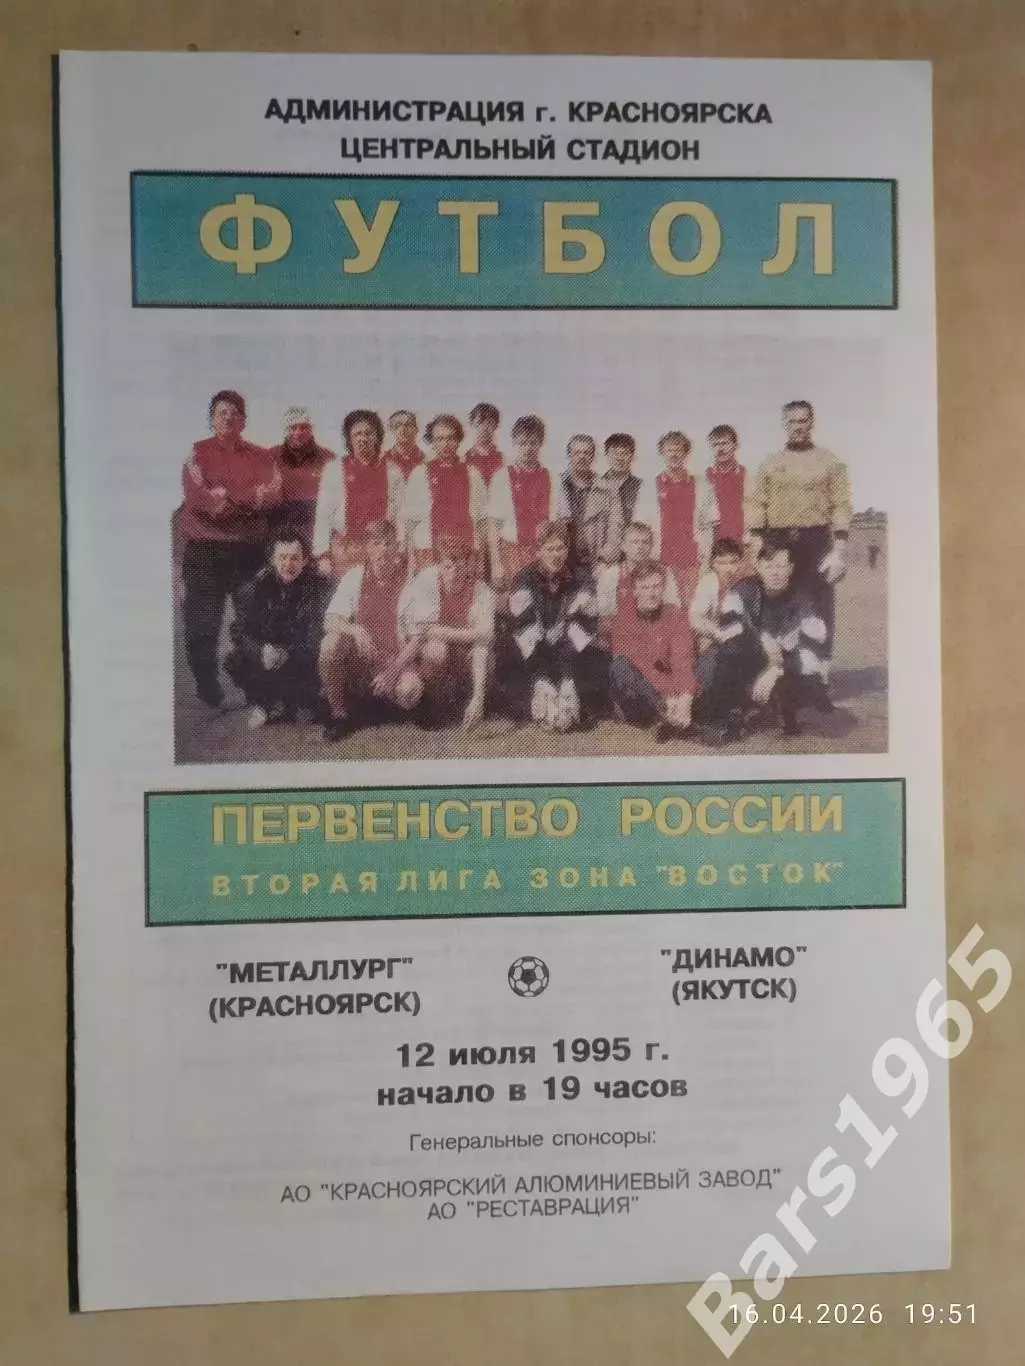 АДМИНИСТРАЦИЯ г. КРАСНОЯРСКА
ЦЕНТРАЛЬНЫЙ СТАДИОН
ФУТБОЛ
ПЕРВЕНСТВО РОССИИ
ВТОРАЯ ЛИГА ЗОНА "ВОСТОК"
"МЕТАЛЛУРГ"
(КРАСНОЯРСК)
"ДИНАМО"
(ЯКУТСК)
12 июля 1995 г.
начало в 19 часов
Генеральные спонсоры:
АО "КРАСНОЯРСКИЙ АЛЮМИНИЕВЫЙ ЗАВОД"
АО "РЕСТАВРАЦИЯ"
Bars1965
16.04.2026 19:51